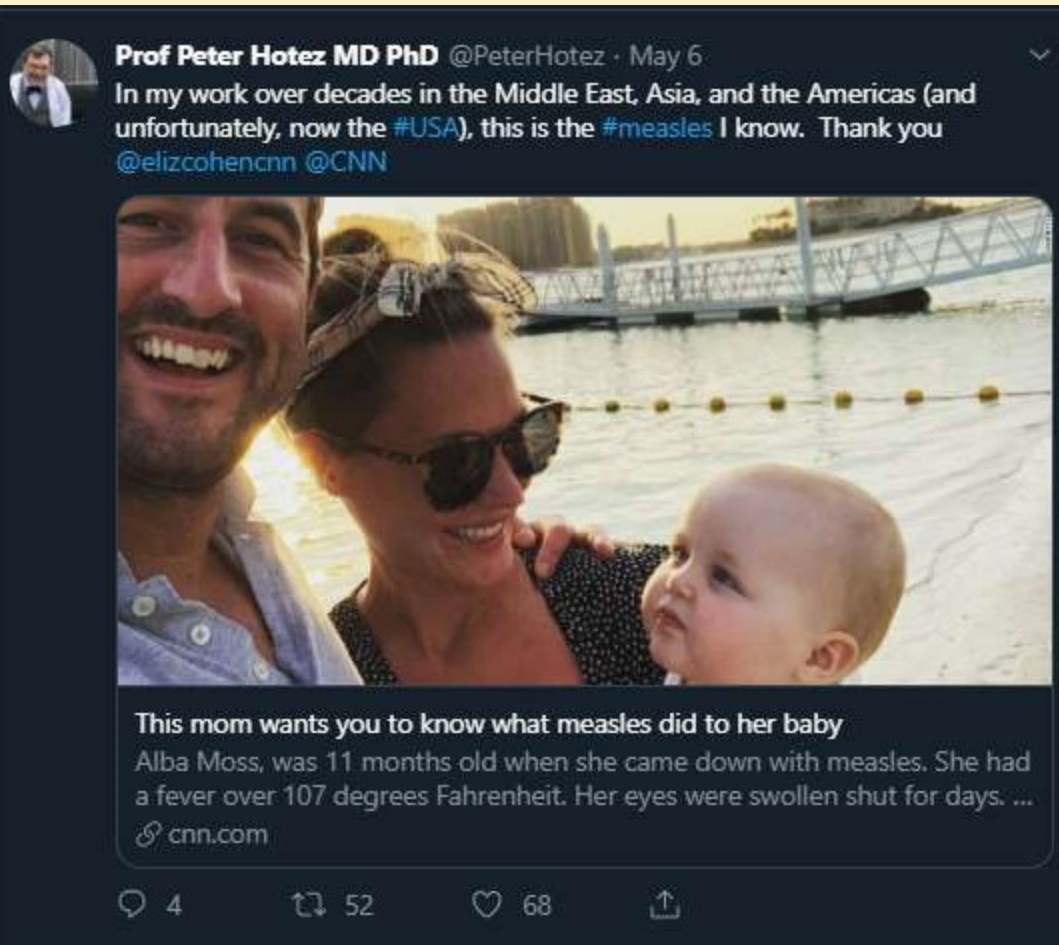 Prof Peter Hotez MD PhD @PeterHotez · May 6
In my work over decades in the Middle East, Asia, and the Americas (and
unfortunately, now the #USA), this is the #measles I know.  Thank you
@elizcohencnn @CNN
This mom wants you to know what measles did to her baby
Alba Moss, was 11 months old when she came down with measles. She had
a fever over 107 degrees Fahrenheit. Her eyes were swollen shut for days. ...
cnn.com
4 52 68